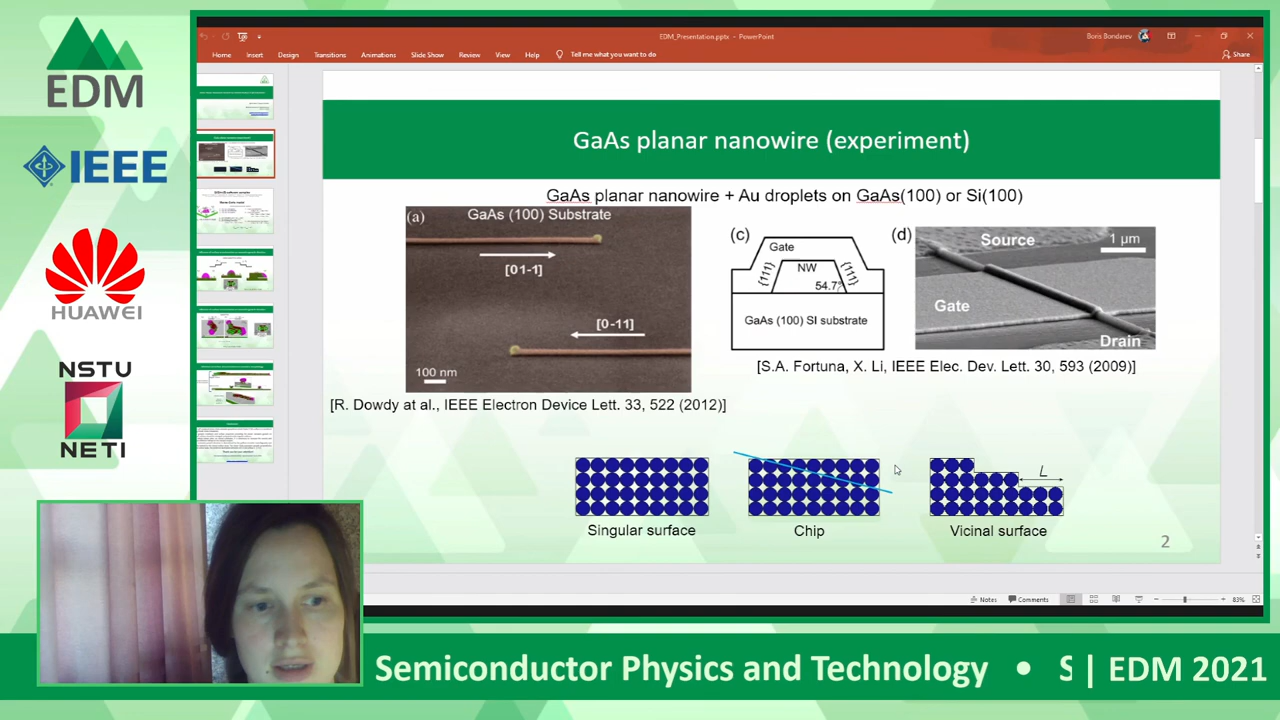 EDM_Presentation.pptx - PowerPoint
Boris Bondarev
Home Insert Design Transitions Animations Slide Show Review View Help Tell me what you want to do
Share
EDM
IEEE
HUAWEI
NSTU
NETI
GaAs planar nanowire (experiment)
GaAs planar nanowire + Au droplets on GaAs(100) or Si(100)
(a)
GaAs (100) Substrate
[01-1]
[0-11]
100 nm
(c)
Gate
NW
(111)
(111)
54.7°
GaAs (100) SI substrate
(d)
Source
1 µm
Gate
Drain
[S.A. Fortuna, X. Li, IEEE Elec. Dev. Lett. 30, 593 (2009)]
[R. Dowdy at al., IEEE Electron Device Lett. 33, 522 (2012)]
L
Singular surface
Chip
Vicinal surface
2
Notes Comments
83%
Semiconductor Physics and Technology • S | EDM 2021